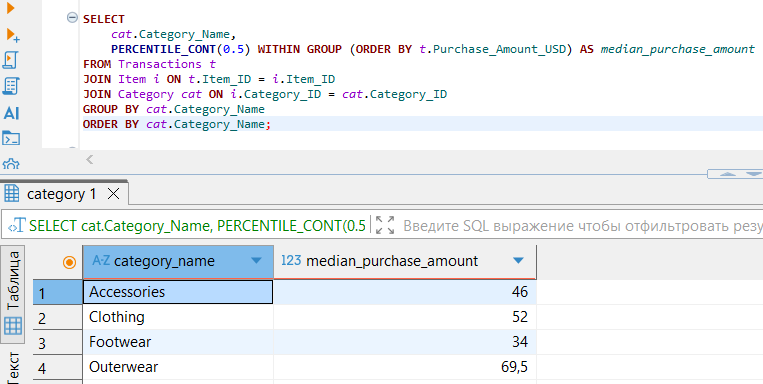 SELECT
cat.Category_Name,
PERCENTILE_CONT(0.5) WITHIN GROUP (ORDER BY t.Purchase_Amount_USD) AS median_purchase_amount
FROM Transactions t
JOIN Item i ON t.Item_ID = i.Item_ID
JOIN Category cat ON i.Category_ID = cat.Category_ID
GROUP BY cat.Category_Name
ORDER BY cat.Category_Name;
AI
category 1
SELECT cat.Category_Name, PERCENTILE_CONT(0.5 Введите SQL выражение чтобы отфильтровать резу
Таблица
Текст
A-Z category_name 123 median_purchase_amount
1 Accessories 46
2 Clothing 52
3 Footwear 34
4 Outerwear 69,5